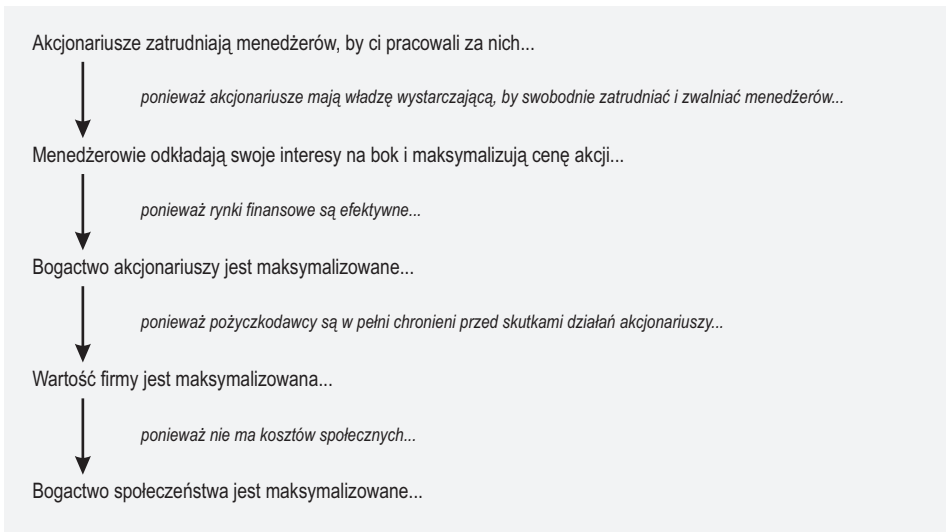 Akcjonariusze zatrudniają menedżerów, by ci pracowali za nich...
ponieważ akcjonariusze mają władzę wystarczającą, by swobodnie zatrudniać i zwalniać menedżerów...
Menedżerowie odkładają swoje interesy na bok i maksymalizują cenę akcji...
ponieważ rynki finansowe są efektywne...
Bogactwo akcjonariuszy jest maksymalizowane...
ponieważ pożyczkodawcy są w pełni chronieni przed skutkami działań akcjonariuszy...
Wartość firmy jest maksymalizowana...
ponieważ nie ma kosztów społecznych...
Bogactwo społeczeństwa jest maksymalizowane...